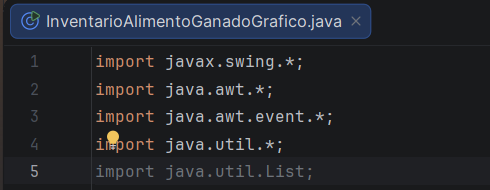 InventarioAlimentoGanadoGrafico.java
1 import javax.swing.*;
2 import java.awt.*;
3 import java.awt.event.*;
4 import java.util.*;
5 import java.util.List;